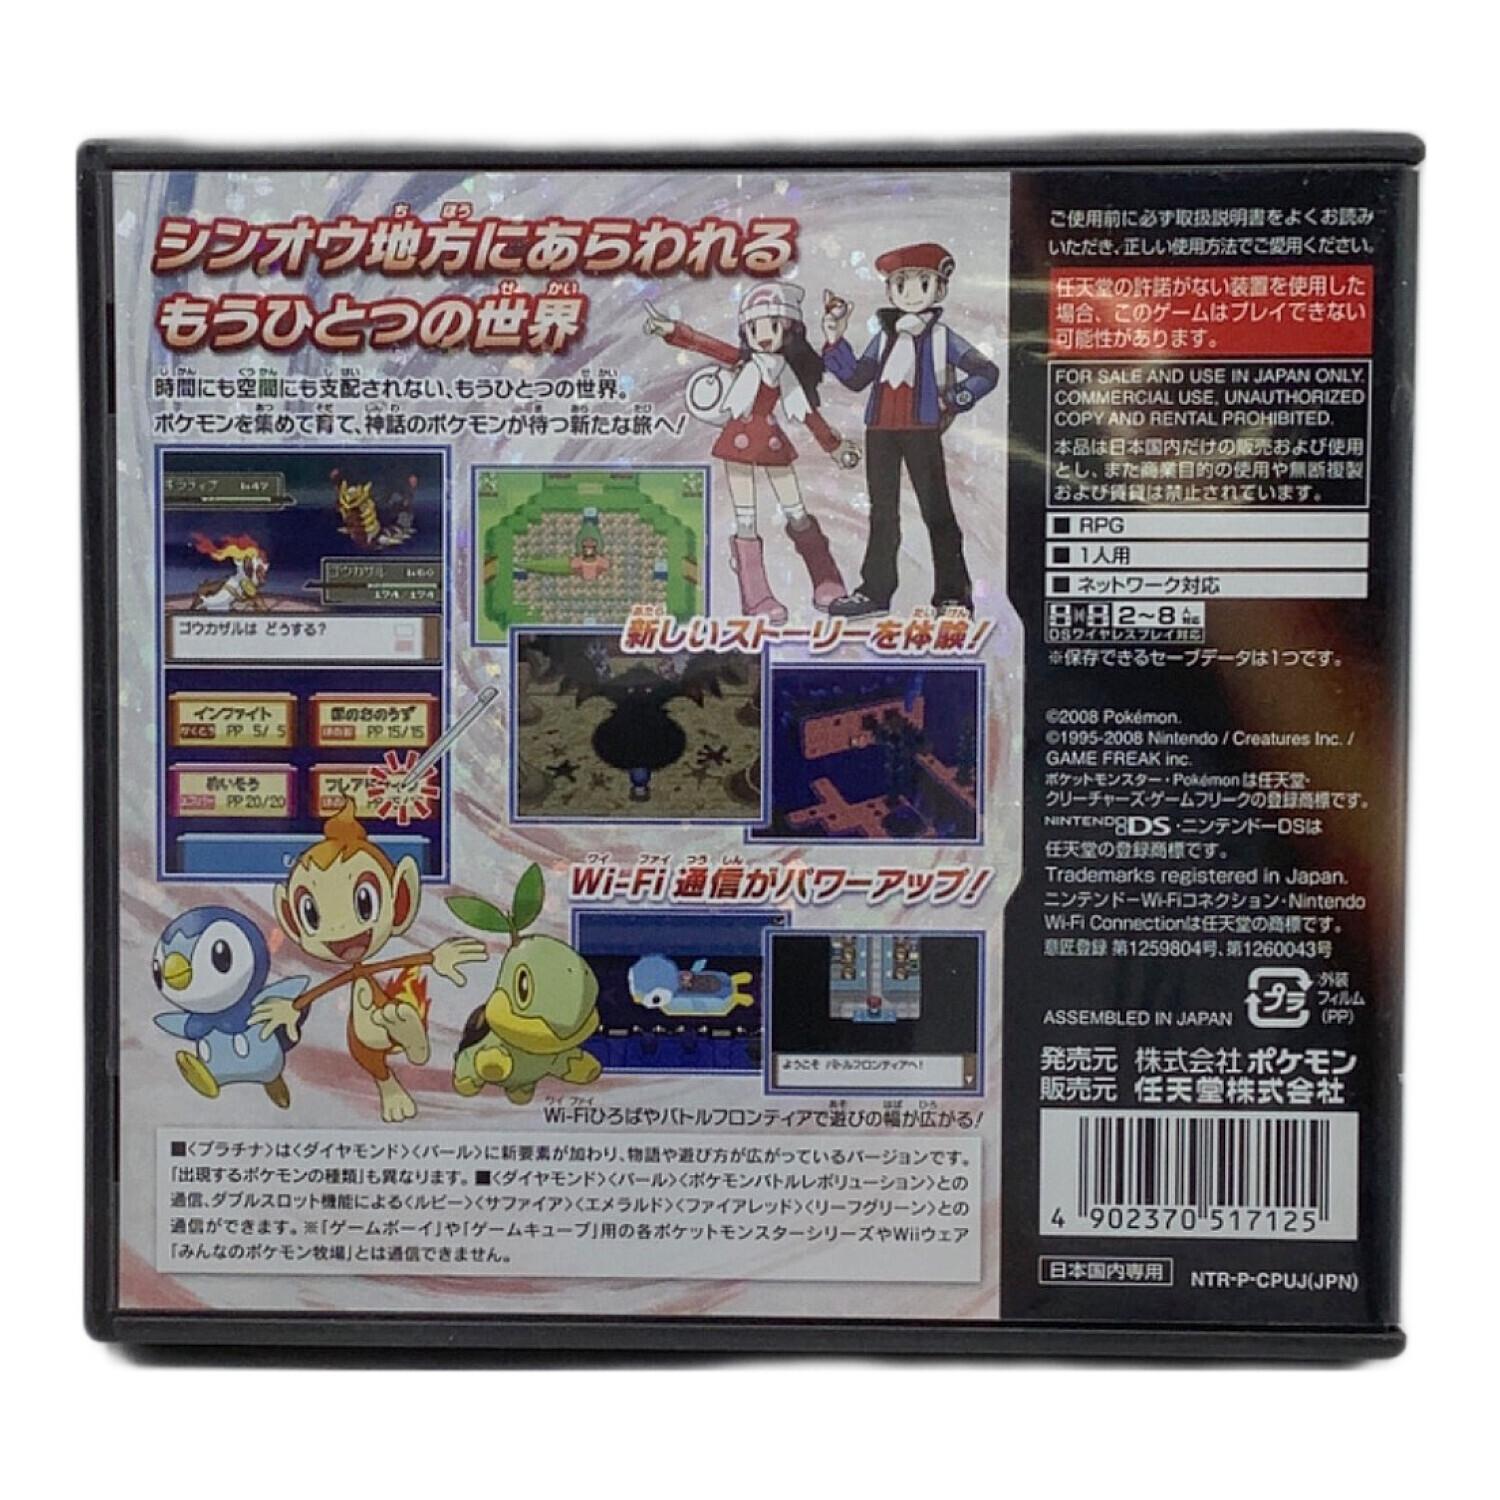 シンオウ地方にあらわれる
もうひとつの世界
時間にも空間にも支配されない、もうひとつの世界。
ポケモンを集めて育て、神話のポケモンが待つ新たな旅へ!
ギラティナ Lv47
ゴウカザル Lv60
174/174
ゴウカザルは どうする?
インファイト
かくとう PP 5/ 5
PP 15/15
めいそう
エスパー PP 20/20
新しいストーリーを体験!
Wi-Fi通信がパワーアップ!
ようこそ バトルフロンティアへ!
Wi-Fiひろばやバトルフロンティアで遊びの幅が広がる!
■〈プラチナ〉は〈ダイヤモンド〉〈パール〉に新要素が加わり、物語や遊び方が広がっているバージョンです。
「出現するポケモンの種類」も異なります。■〈ダイヤモンド〉〈パール〉〈ポケモンバトルレボリューション〉との
通信、ダブルスロット機能による〈ルビー〉〈サファイア〉〈エメラルド〉〈ファイアレッド〉〈リーフグリーン〉との
通信ができます。※「ゲームボーイ」や「ゲームキューブ」用の各ポケットモンスターシリーズやWiiウェア
「みんなのポケモン牧場」とは通信できません。
ご使用前に必ず取扱説明書をよくお読み
いただき、正しい使用方法でご愛用ください。
任天堂の許諾がない装置を使用した
場合、このゲームはプレイできない
可能性があります。
FOR SALE AND USE IN JAPAN ONLY.
COMMERCIAL USE, UNAUTHORIZED
COPY AND RENTAL PROHIBITED.
本品は日本国内だけの販売および使用
とし、また商業目的の使用や無断複製
および賃貸は禁止されています。
■ RPG
■ 1人用
■ ネットワーク対応
2～8人対応
DSワイヤレスプレイ対応
※保存できるセーブデータは1つです。
©2008 Pokémon.
©1995-2008 Nintendo / Creatures Inc. /
GAME FREAK inc.
ポケットモンスター・Pokémonは任天堂・
クリーチャーズ・ゲームフリークの登録商標です。
NINTENDO DS・ニンテンドーDSは
任天堂の登録商標です。
Trademarks registered in Japan.
ニンテンドーWi-Fiコネクション・Nintendo
Wi-Fi Connectionは任天堂の商標です。
意匠登録 第1259804号、第1260043号
ASSEMBLED IN JAPAN
プラ
外装
フィルム
(PP)
発売元 株式会社ポケモン
販売元 任天堂株式会社
4 902370 517125
日本国内専用
NTR-P-CPUJ(JPN)